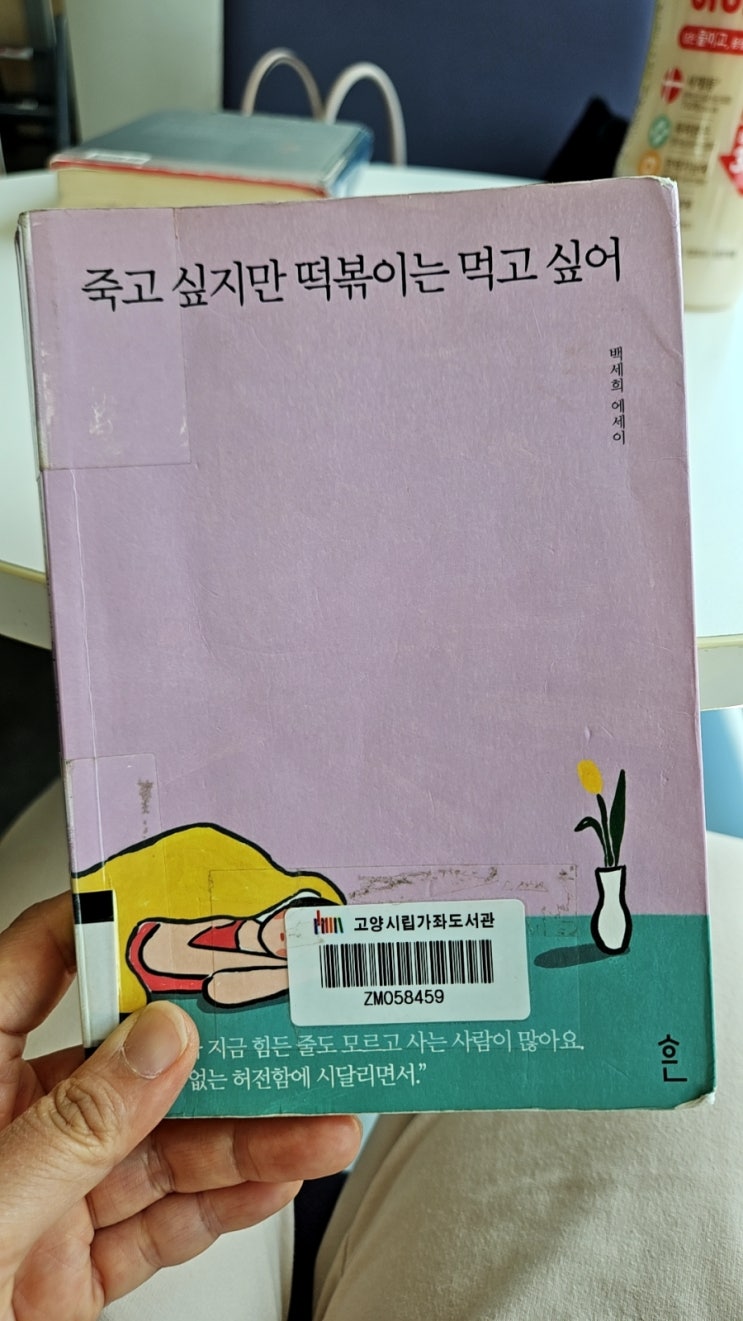 죽고 싶지만 떡볶이는 먹고 싶어
백세희 에세이
고양시립가좌도서관
ZM058459
지금 힘든 줄도 모르고 사는 사람이 많아요.
없는 허전함에 시달리면서.”
흔